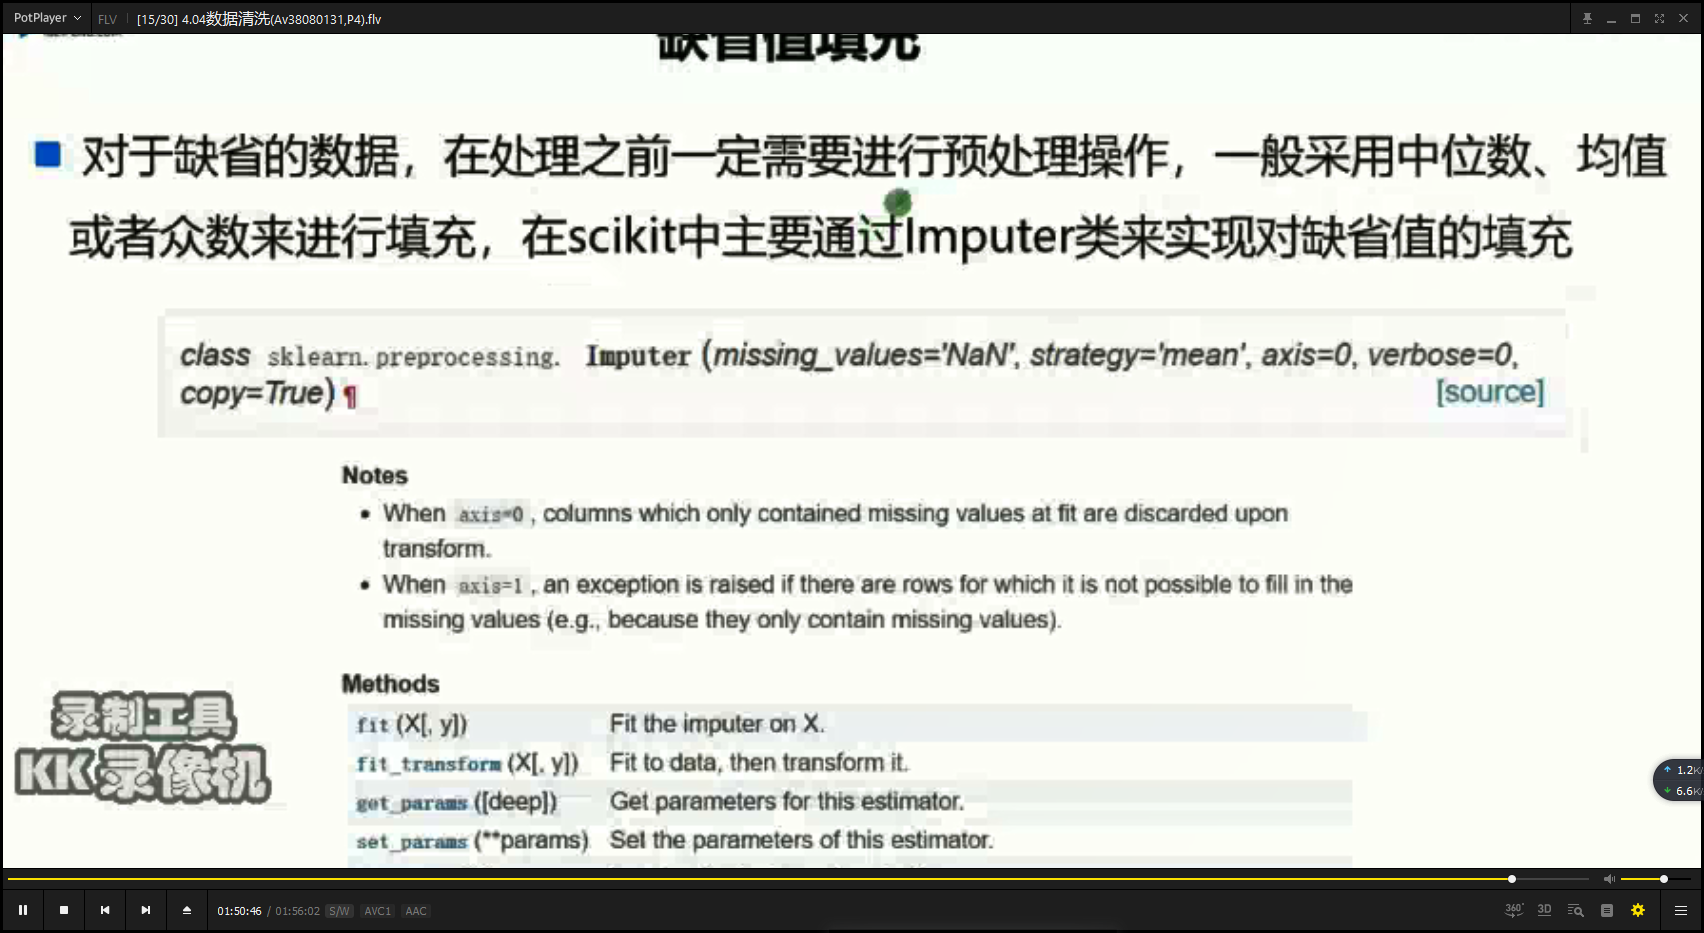 PotPlayer
FLV
[15/30] 4.04数据清洗(Av38080131,P4).flv
缺省值填充
对于缺省的数据，在处理之前一定需要进行预处理操作，一般采用中位数、均值
或者众数来进行填充，在scikit中主要通过Imputer类来实现对缺省值的填充
class sklearn.preprocessing. Imputer (missing_values='NaN', strategy='mean', axis=0, verbose=0,
copy=True) ¶ [source]
Notes
• When axis=0 , columns which only contained missing values at fit are discarded upon
transform.
• When axis=1 , an exception is raised if there are rows for which it is not possible to fill in the
missing values (e.g., because they only contain missing values).
Methods
fit (X[, y]) Fit the imputer on X.
fit_transform (X[, y]) Fit to data, then transform it.
get_params ([deep]) Get parameters for this estimator.
set_params (**params) Set the parameters of this estimator.
录制工具
KK录像机
1.2K/
6.6K/
01:50:46 / 01:56:02 S/W AVC1 AAC
360° 3D